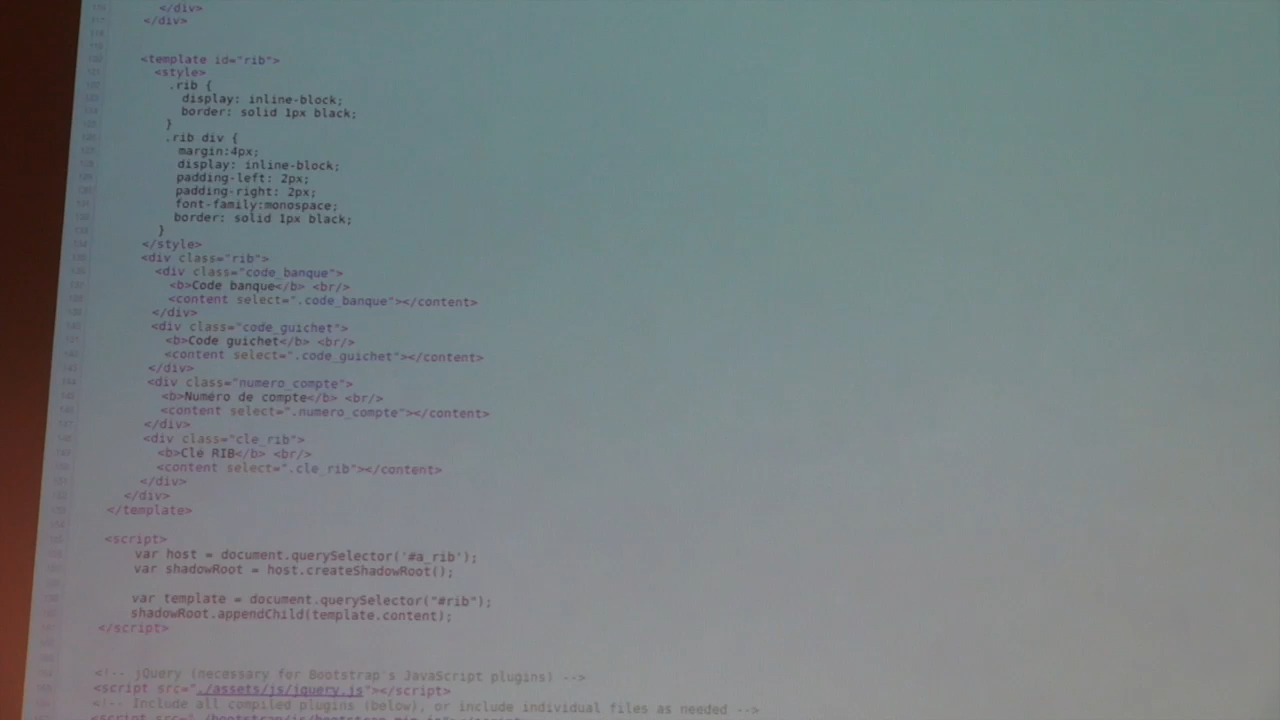 </div>
</div>
<template id="rib">
<style>
.rib {
display: inline-block;
border: solid 1px black;
}
.rib div {
margin:4px;
display: inline-block;
padding-left: 2px;
padding-right: 2px;
font-family:monospace;
border: solid 1px black;
}
</style>
<div class="rib">
<div class="code_banque">
<b>Code banque</b> <br/>
<content select=".code_banque"></content>
</div>
<div class="code_guichet">
<b>Code guichet</b> <br/>
<content select=".code_guichet"></content>
</div>
<div class="numero_compte">
<b>Numéro de compte</b> <br/>
<content select=".numero_compte"></content>
</div>
<div class="cle_rib">
<b>Clé RIB</b> <br/>
<content select=".cle_rib"></content>
</div>
</div>
</template>
<script>
var host = document.querySelector('#a_rib');
var shadowRoot = host.createShadowRoot();
var template = document.querySelector("#rib");
shadowRoot.appendChild(template.content);
</script>
<!-- jQuery (necessary for Bootstrap's JavaScript plugins) -->
<script src="./assets/js/jquery.js"></script>
<!-- Include all compiled plugins (below), or include individual files as needed -->